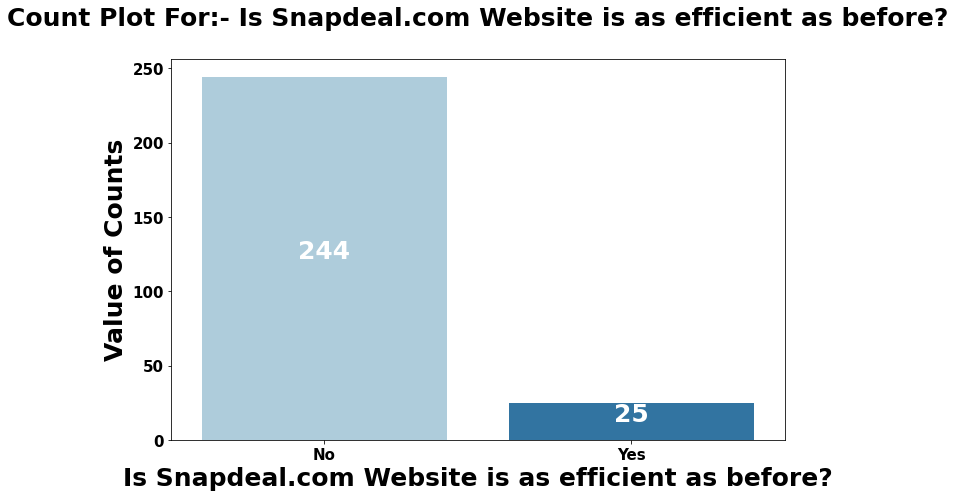 Count Plot For:- Is Snapdeal.com Website is as efficient as before?
250
200
150
100
50
0
Value of Counts
244
25
No
Yes
Is Snapdeal.com Website is as efficient as before?